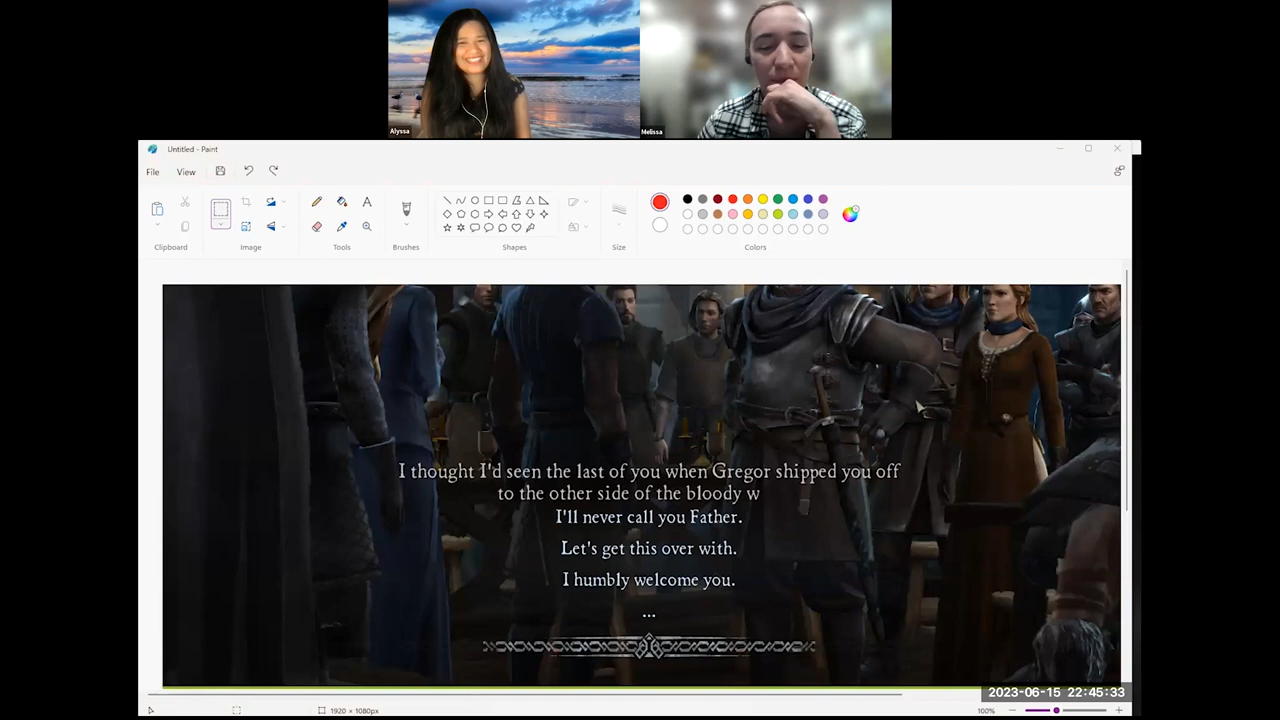 Alyssa
Melissa
Untitled - Paint
File
View
Clipboard
Image
Tools
Brushes
Shapes
Size
Colors
I thought I'd seen the last of you when Gregor shipped you off
to the other side of the bloody w
I'll never call you Father.
Let's get this over with.
I humbly welcome you.
...
2023-06-15 22:45:33
1920 × 1080px
100%